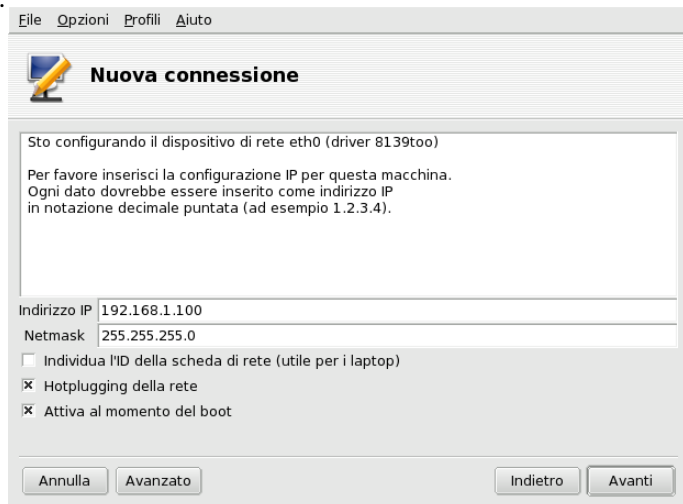 File Opzioni Profili Aiuto
Nuova connessione
Sto configurando il dispositivo di rete eth0 (driver 8139too)
Per favore inserisci la configurazione IP per questa macchina.
Ogni dato dovrebbe essere inserito come indirizzo IP
in notazione decimale puntata (ad esempio 1.2.3.4).
Indirizzo IP 192.168.1.100
Netmask 255.255.255.0
Individua l'ID della scheda di rete (utile per i laptop)
Hotplugging della rete
Attiva al momento del boot
Annulla Avanzato Indietro Avanti